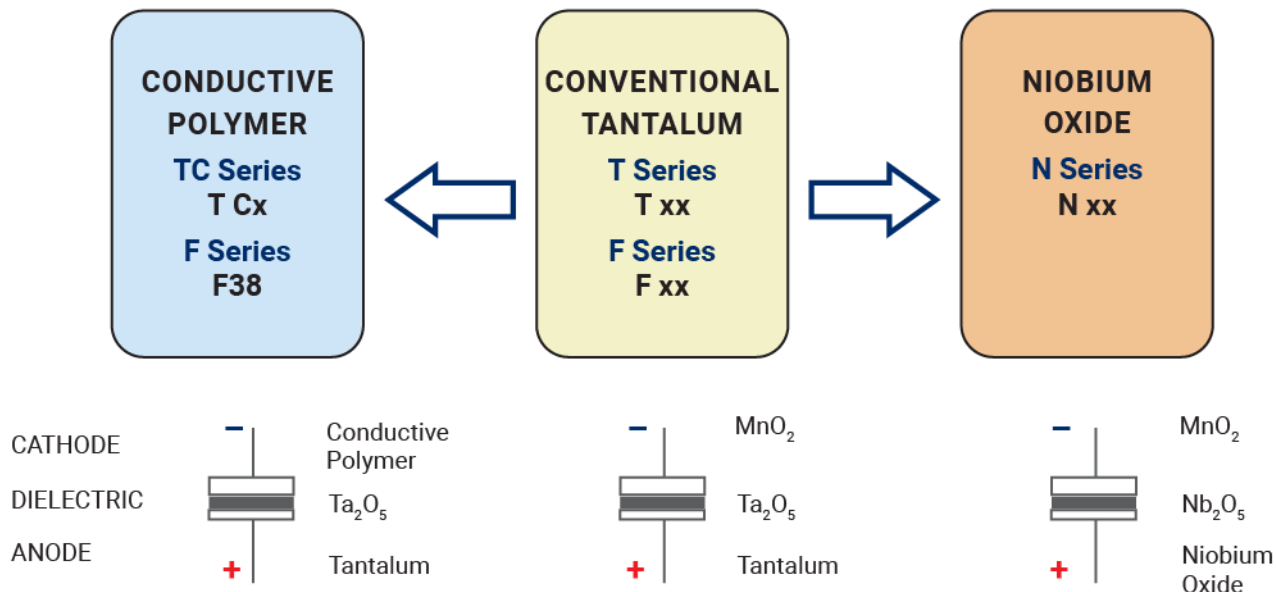 CONDUCTIVE
POLYMER
TC Series
T Cx
F Series
F38
CONVENTIONAL
TANTALUM
T Series
T xx
F Series
F xx
NIOBIUM
OXIDE
N Series
N xx
CATHODE
DIELECTRIC
ANODE
−
Conductive
Polymer
Ta₂O₅
+
Tantalum
−
MnO₂
Ta₂O₅
+
Tantalum
−
MnO₂
Nb₂O₅
+
Niobium
Oxide